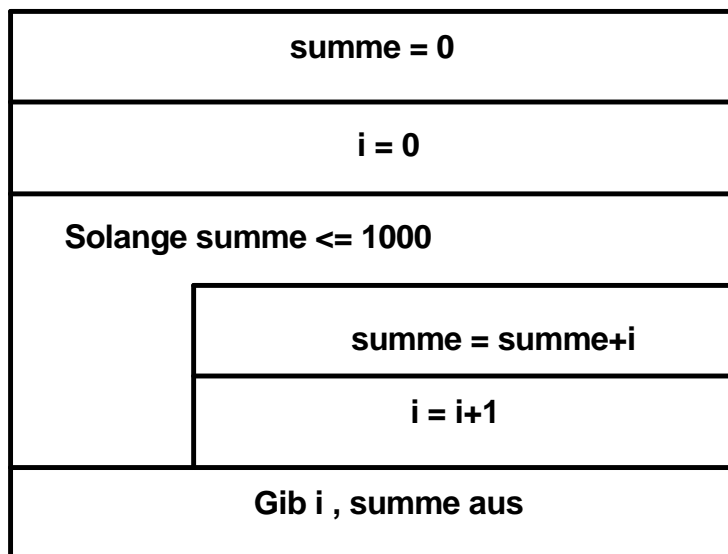 summe = 0
i = 0
Solange summe <= 1000
summe = summe+i
i = i+1
Gib i , summe aus